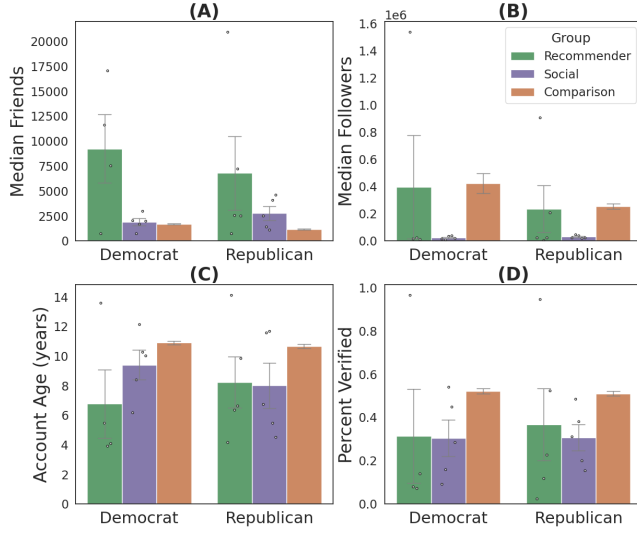 (A)
Median Friends
20000
17500
15000
12500
10000
7500
5000
2500
0
Democrat
Republican
(B)
1e6
Median Followers
1.6
1.4
1.2
1.0
0.8
0.6
0.4
0.2
0.0
Group
Recommender
Social
Comparison
Democrat
Republican
(C)
Account Age (years)
14
12
10
8
6
4
2
0
Democrat
Republican
(D)
Percent Verified
1.0
0.8
0.6
0.4
0.2
0.0
Democrat
Republican